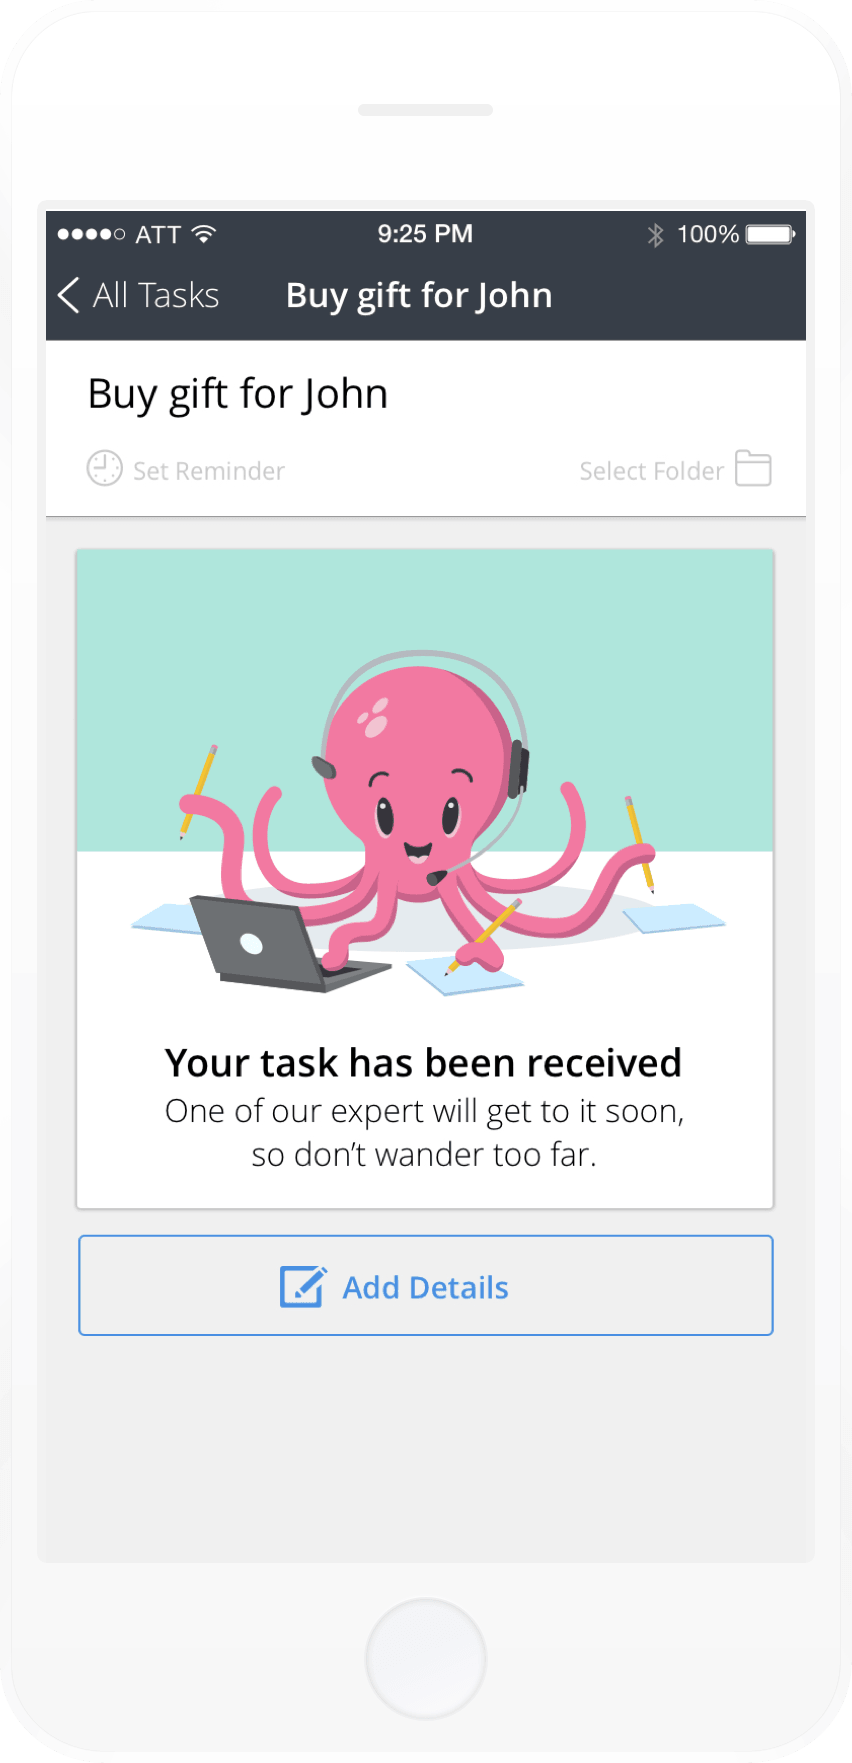 ATT 9:25 PM 100%
All Tasks Buy gift for John
Buy gift for John
Set Reminder Select Folder
Your task has been received
One of our expert will get to it soon,
so don’t wander too far.
Add Details